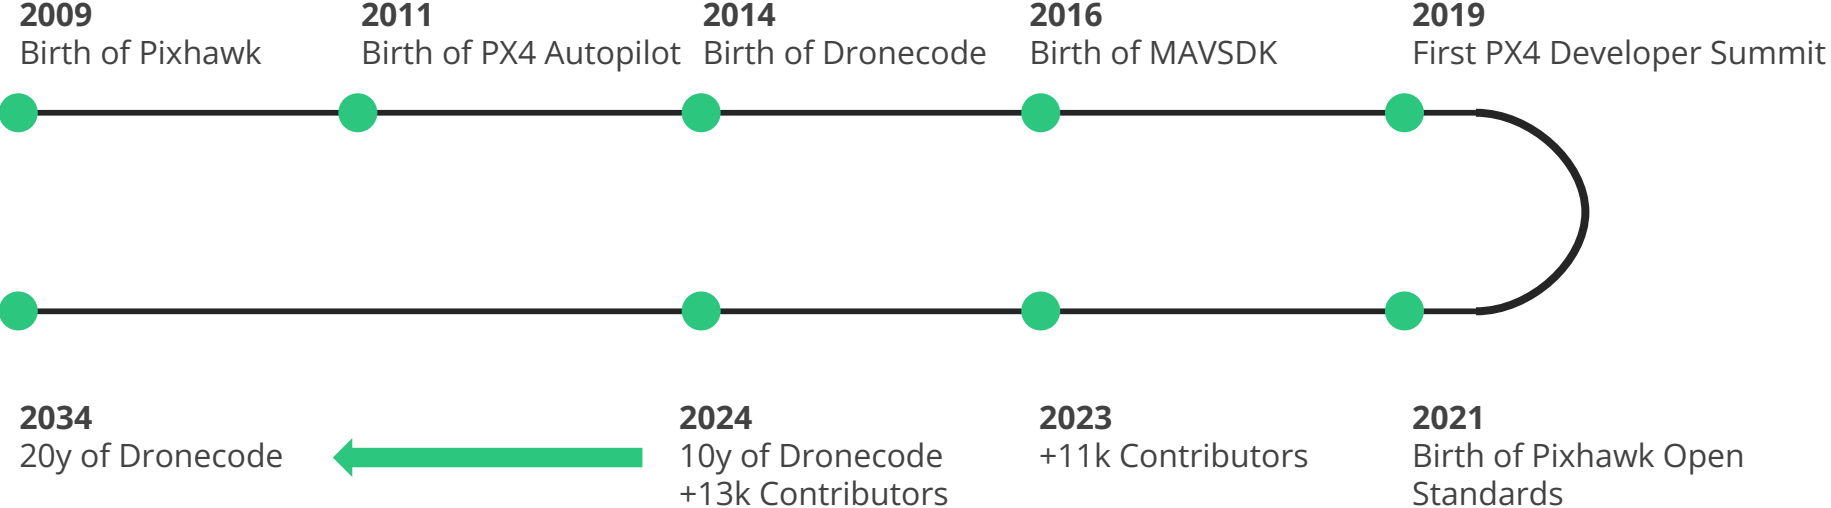 2009
Birth of Pixhawk
2011
Birth of PX4 Autopilot
2014
Birth of Dronecode
2016
Birth of MAVSDK
2019
First PX4 Developer Summit
2034
20y of Dronecode
2024
10y of Dronecode
+13k Contributors
2023
+11k Contributors
2021
Birth of Pixhawk Open
Standards